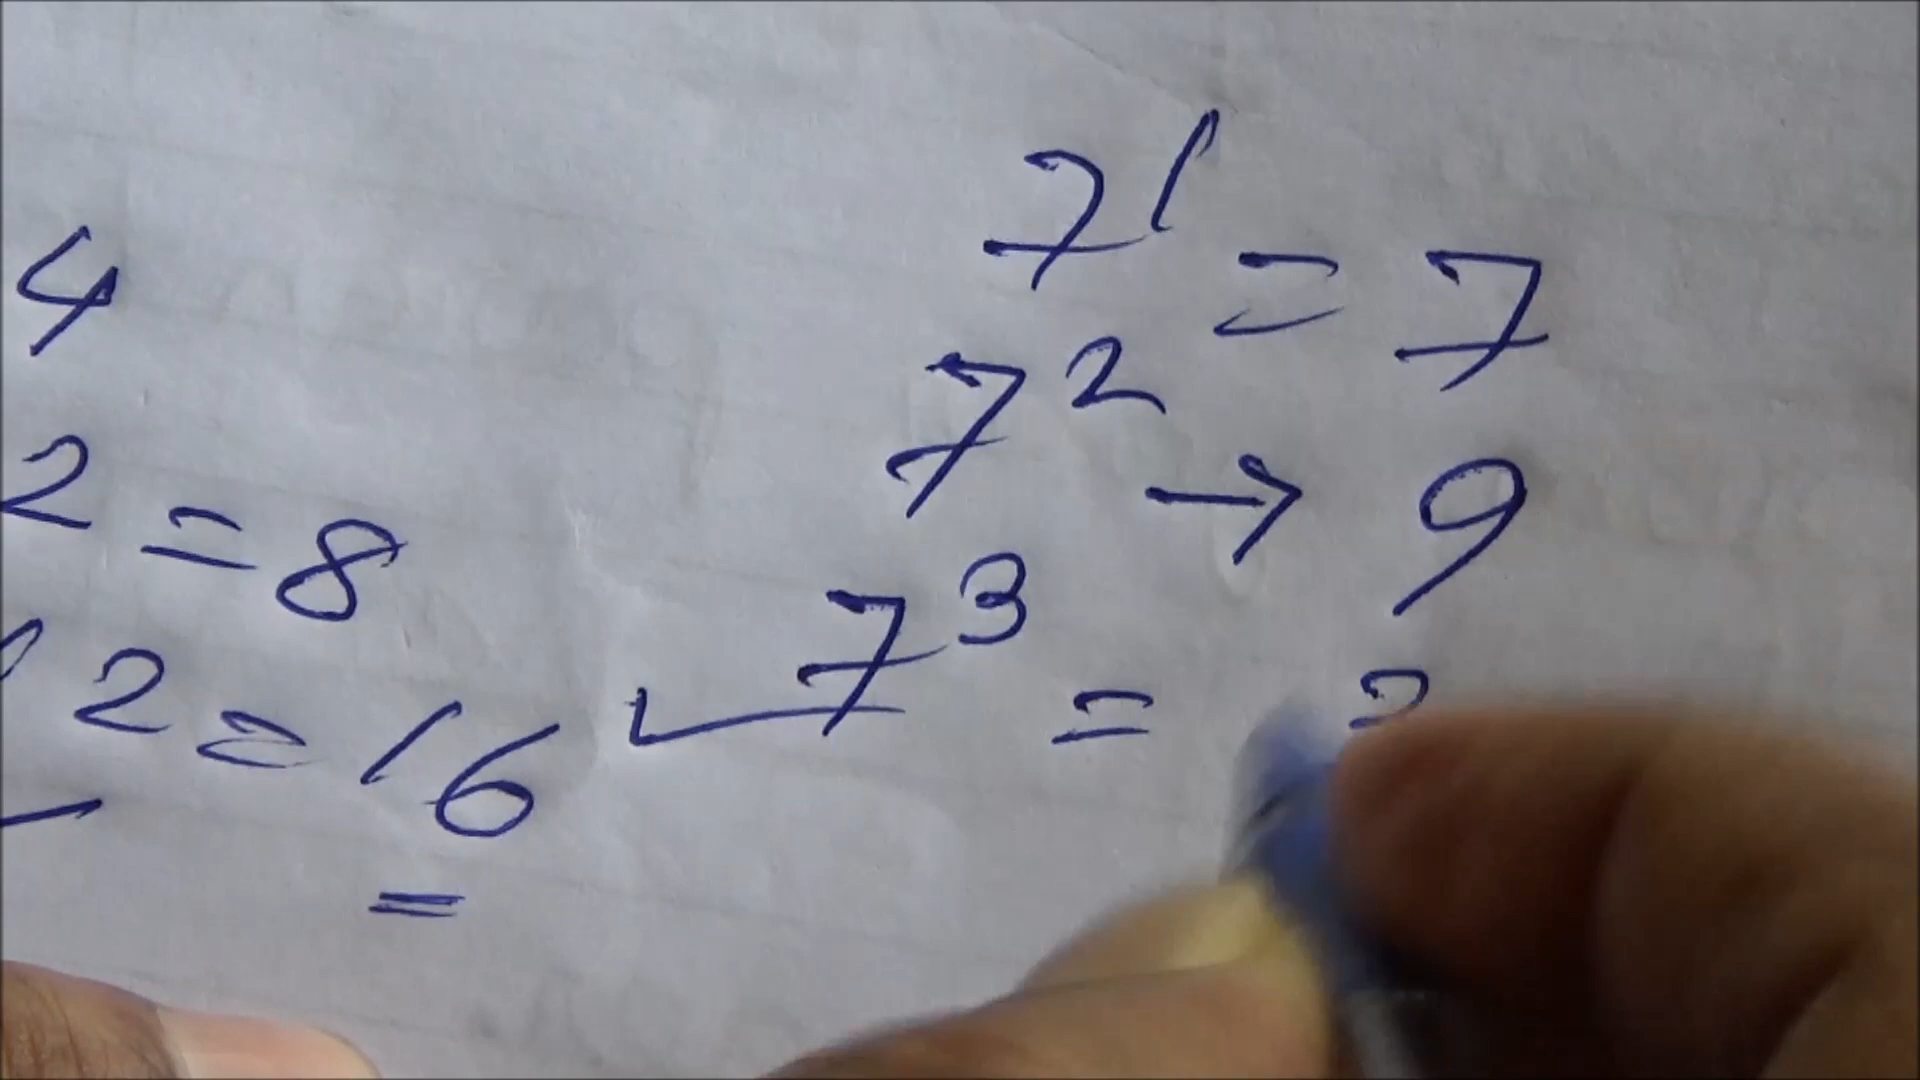 7¹ = 7
4
7² → 9
2 = 8
7³ =
2 = 16